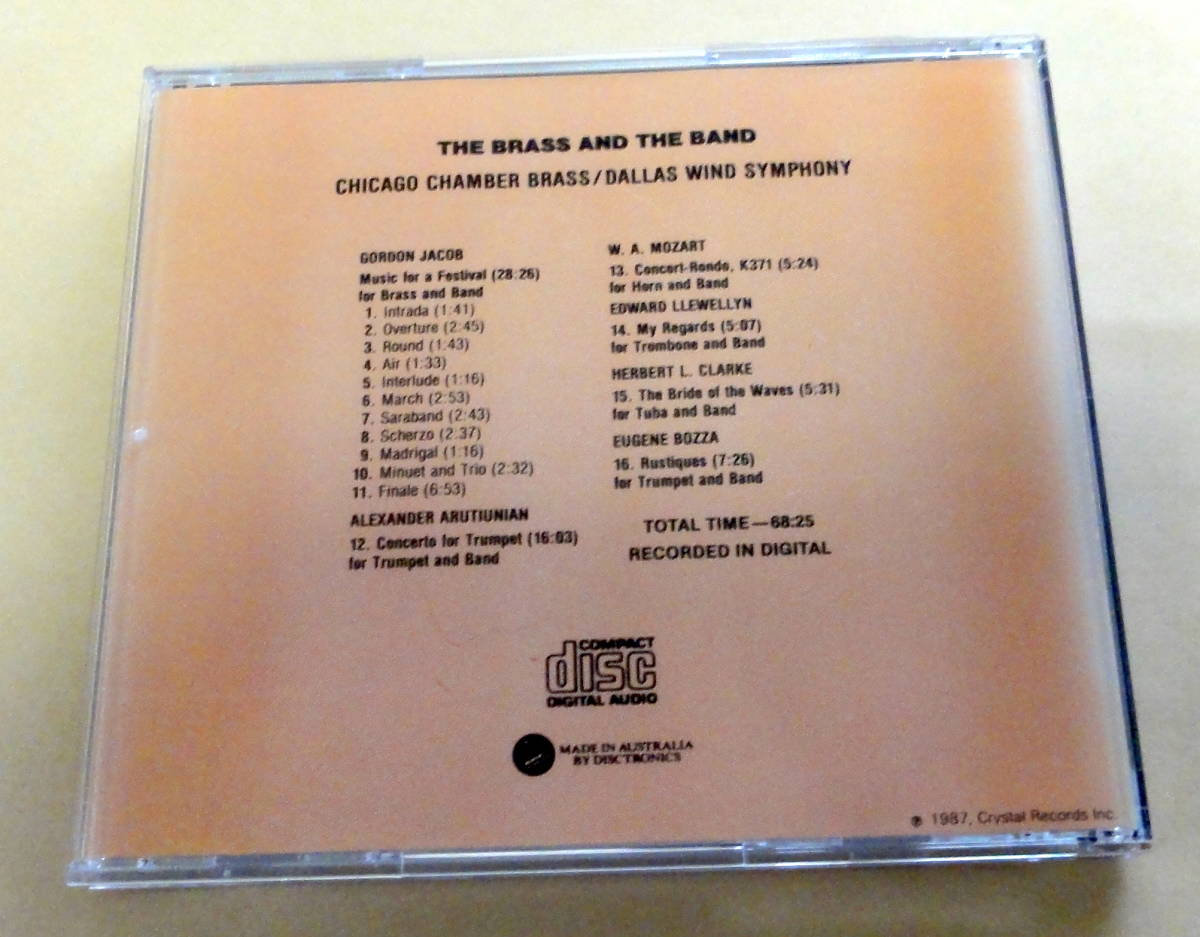 THE BRASS AND THE BAND
CHICAGO CHAMBER BRASS/DALLAS WIND SYMPHONY
GORDON JACOB
Music for a Festival (28:26)
for Brass and Band
1. Intrada (1:41)
2. Overture (2:45)
3. Round (1:43)
4. Air (1:33)
5. Interlude (1:16)
6. March (2:53)
7. Saraband (2:43)
8. Scherzo (2:37)
9. Madrigal (1:16)
10. Minuet and Trio (2:32)
11. Finale (6:53)
ALEXANDER ARUTIUNIAN
12. Concerto for Trumpet (16:03)
for Trumpet and Band
W. A. MOZART
13. Concert-Rondo, K371 (5:24)
for Horn and Band
EDWARD LLEWELLYN
14. My Regards (5:07)
for Trombone and Band
HERBERT L. CLARKE
15. The Bride of the Waves (5:31)
for Tuba and Band
EUGENE BOZZA
16. Rustiques (7:26)
for Trumpet and Band
TOTAL TIME—68:25
RECORDED IN DIGITAL
COMPACT
disc
DIGITAL AUDIO
MADE IN AUSTRALIA
BY DISCTRONICS
℗ 1987, Crystal Records Inc.